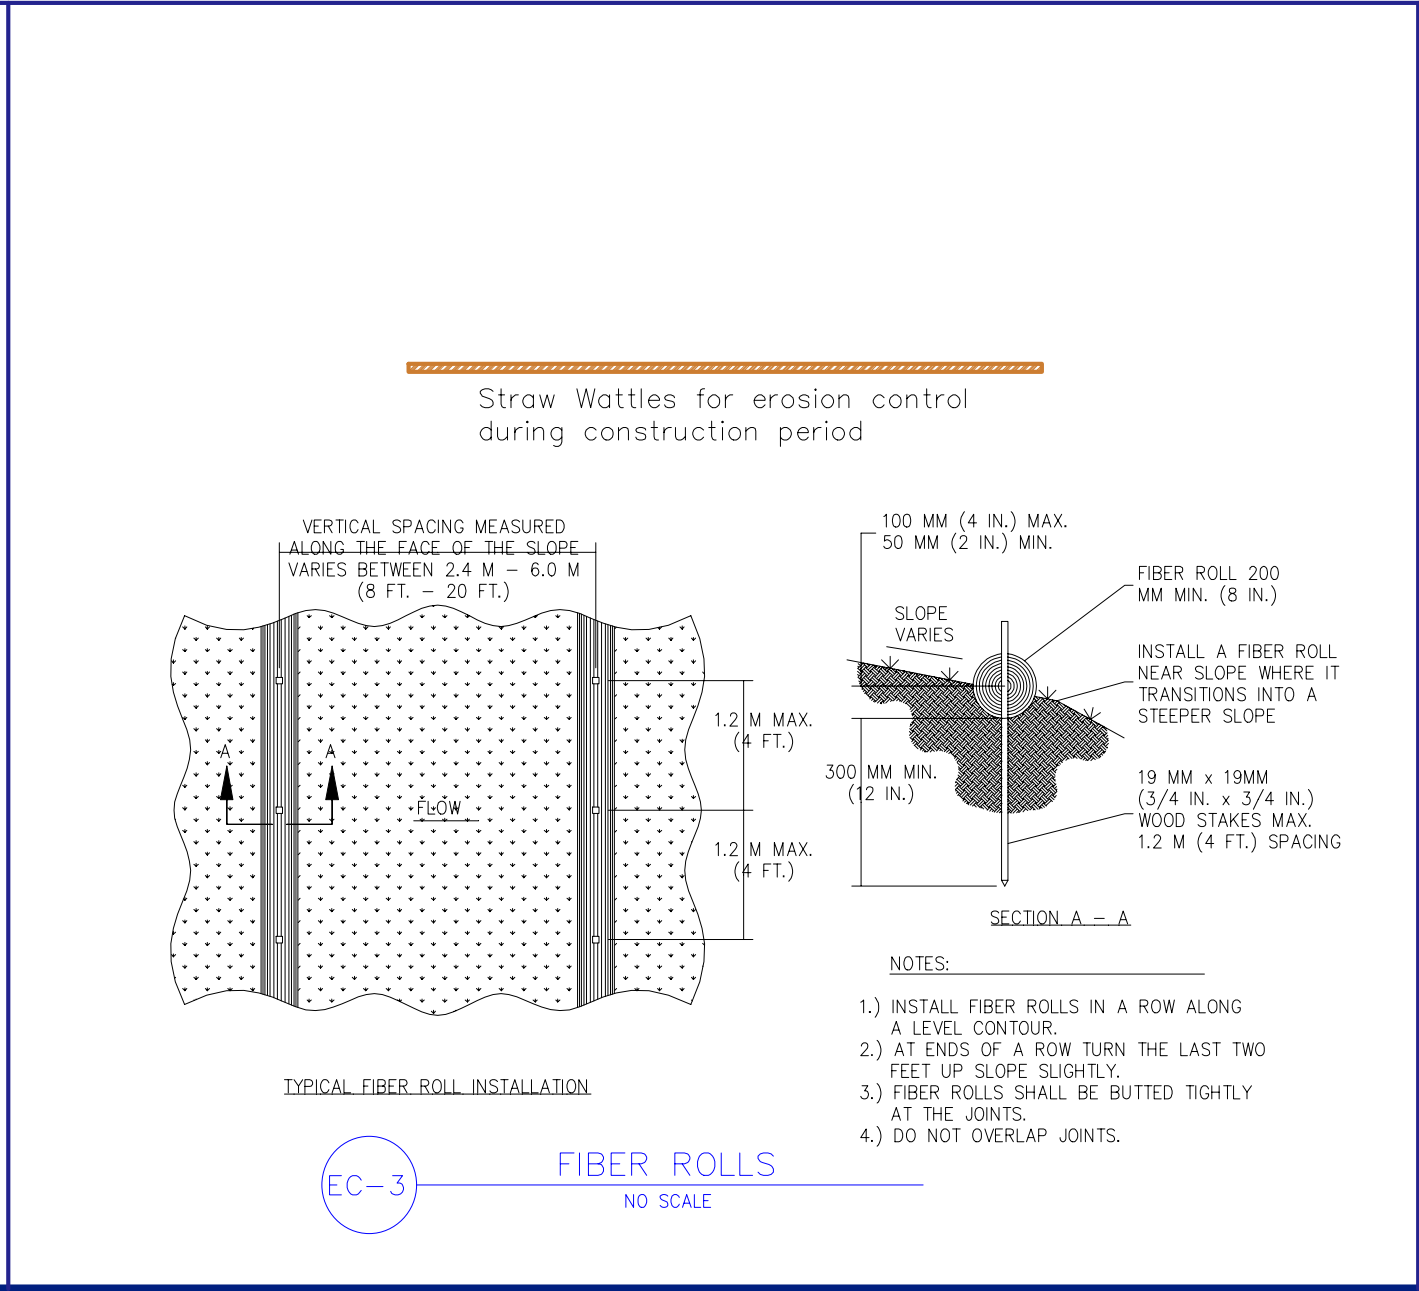 Straw Wattles for erosion control
during construction period
VERTICAL SPACING MEASURED
ALONG THE FACE OF THE SLOPE
VARIES BETWEEN 2.4 M – 6.0 M
(8 FT. – 20 FT.)
A
A
FLOW
1.2 M MAX.
(4 FT.)
1.2 M MAX.
(4 FT.)
TYPICAL FIBER ROLL INSTALLATION
100 MM (4 IN.) MAX.
50 MM (2 IN.) MIN.
SLOPE
VARIES
FIBER ROLL 200
MM MIN. (8 IN.)
INSTALL A FIBER ROLL
NEAR SLOPE WHERE IT
TRANSITIONS INTO A
STEEPER SLOPE
300 MM MIN.
(12 IN.)
19 MM x 19MM
(3/4 IN. x 3/4 IN.)
WOOD STAKES MAX.
1.2 M (4 FT.) SPACING
SECTION A – A
NOTES:
1.) INSTALL FIBER ROLLS IN A ROW ALONG
A LEVEL CONTOUR.
2.) AT ENDS OF A ROW TURN THE LAST TWO
FEET UP SLOPE SLIGHTLY.
3.) FIBER ROLLS SHALL BE BUTTED TIGHTLY
AT THE JOINTS.
4.) DO NOT OVERLAP JOINTS.
EC–3
FIBER ROLLS
NO SCALE